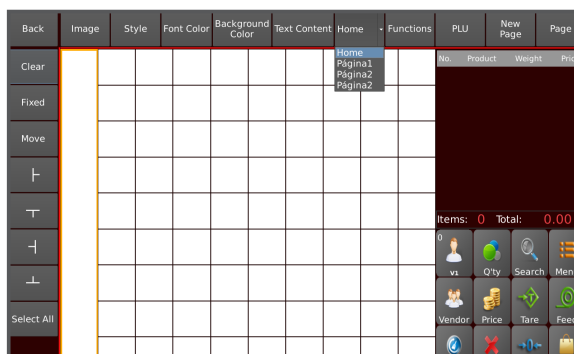 Back
Image
Style
Font Color
Background
Color
Text Content
Home
Functions
PLU
New
Page
Page
Home
Página1
Página2
Página2
Clear
Fixed
Move
Select All
No. Product Weight
Items: 0 Total: 0.00
0
V1
Q'ty
Search
Vendor
Price
Tare